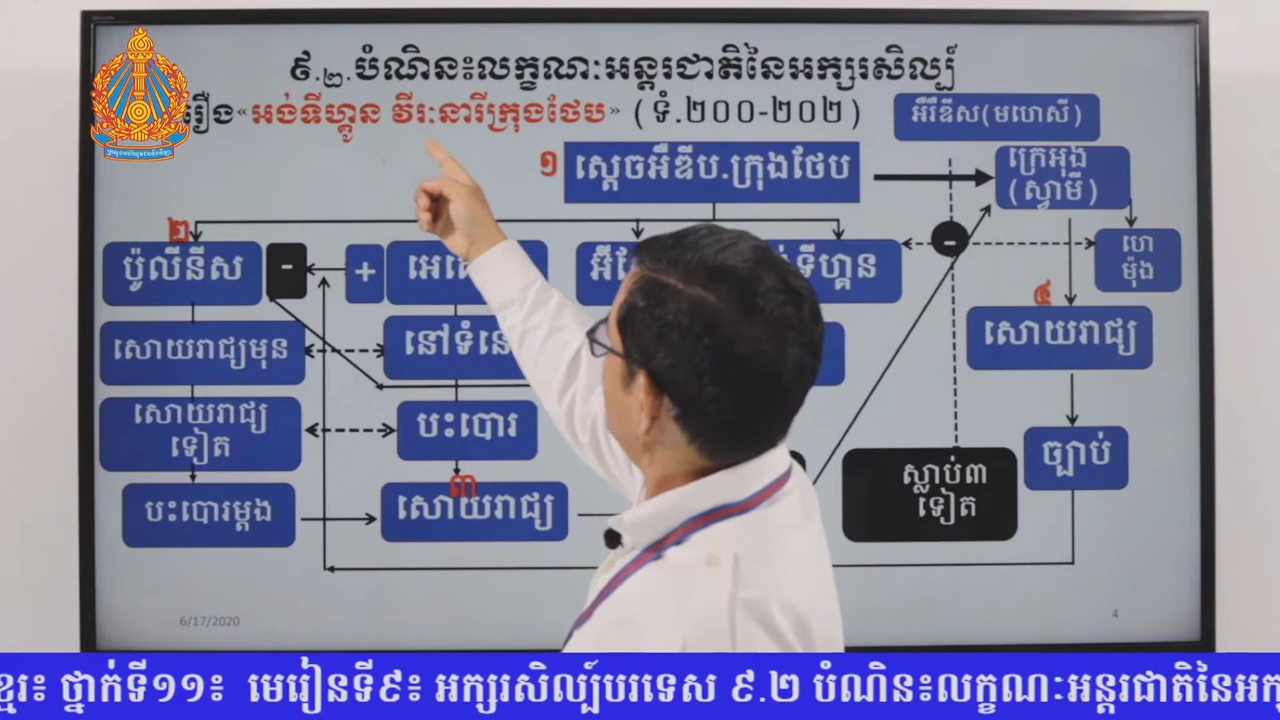 ៩.២.បំណិន៖លក្ខណៈអន្តរជាតិនៃអក្សរសិល្ប៍
រឿង«អង់ទីហ្គូន វីរៈនារីក្រុងថែប» (ទំ.២០០-២០២)
អឺរីឌីស(មហេសី)
១
ស្តេចអឺឌីប.ក្រុងថែប
ក្រេអុង
(ស្វាមី)
២
ប៉ូលីនីស
-
+
-
ហេ
ម៉ុង
សោយរាជ្យមុន
នៅទំនេ
៤
សោយរាជ្យ
សោយរាជ្យ
ទៀត
បះបោរ
ច្បាប់
ស្លាប់៣
ទៀត
បះបោរម្តង
៣
សោយរាជ្យ
6/17/2020
4
ថ្នាក់ទី១១៖ មេរៀនទី៩៖ អក្សរសិល្ប៍បរទេស ៩.២ បំណិន៖លក្ខណៈអន្តរជាតិនៃអក្ស